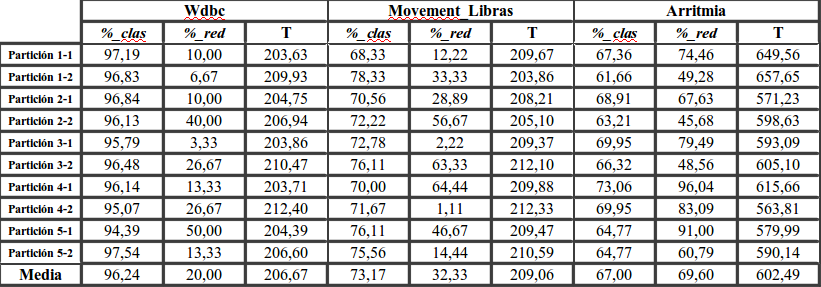 Wdbc Movement_Libras Arritmia
%_clas %_red T %_clas %_red T %_clas %_red T
Partición 1-1 97,19 10,00 203,63 68,33 12,22 209,67 67,36 74,46 649,56
Partición 1-2 96,83 6,67 209,93 78,33 33,33 203,86 61,66 49,28 657,65
Partición 2-1 96,84 10,00 204,75 70,56 28,89 208,21 68,91 67,63 571,23
Partición 2-2 96,13 40,00 206,94 72,22 56,67 205,10 63,21 45,68 598,63
Partición 3-1 95,79 3,33 203,86 72,78 2,22 209,37 69,95 79,49 593,09
Partición 3-2 96,48 26,67 210,47 76,11 63,33 212,10 66,32 48,56 605,10
Partición 4-1 96,14 13,33 203,71 70,00 64,44 209,88 73,06 96,04 615,66
Partición 4-2 95,07 26,67 212,40 71,67 1,11 212,33 69,95 83,09 563,81
Partición 5-1 94,39 50,00 204,39 76,11 46,67 209,47 64,77 91,00 579,99
Partición 5-2 97,54 13,33 206,60 75,56 14,44 210,59 64,77 60,79 590,14
Media 96,24 20,00 206,67 73,17 32,33 209,06 67,00 69,60 602,49